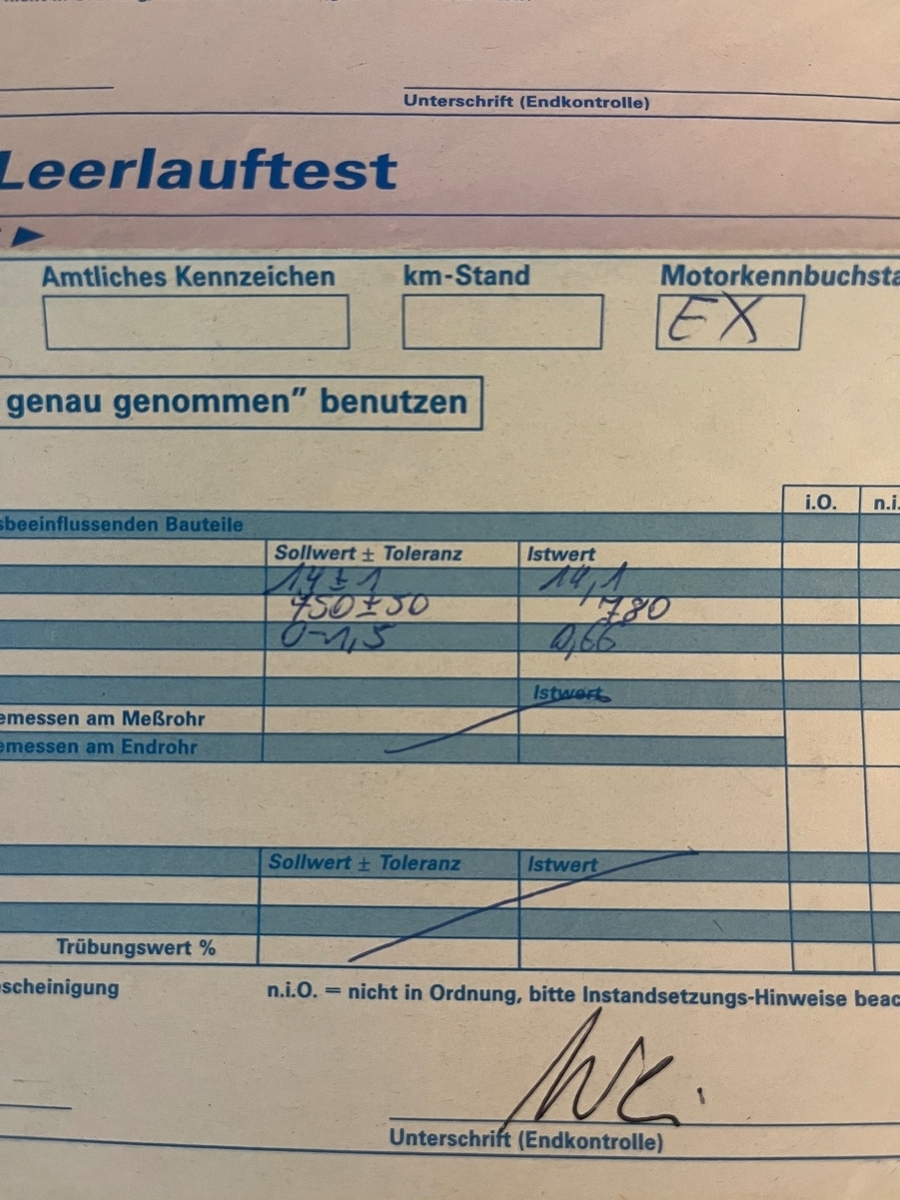 Unterschrift (Endkontrolle)
Leerlauftest
Amtliches Kennzeichen km-Stand Motorkennbuchsta
EX
genau genommen” benutzen
i.O. n.i.
sbeeinflussenden Bauteile
Sollwert ± Toleranz Istwert
14 ± 1 14,1
750 ± 50 780
0-1,5 0,66
Istwert
emessen am Meßrohr
emessen am Endrohr
Sollwert ± Toleranz Istwert
Trübungswert %
scheinigung n.i.O. = nicht in Ordnung, bitte Instandsetzungs-Hinweise beac
Unterschrift (Endkontrolle)